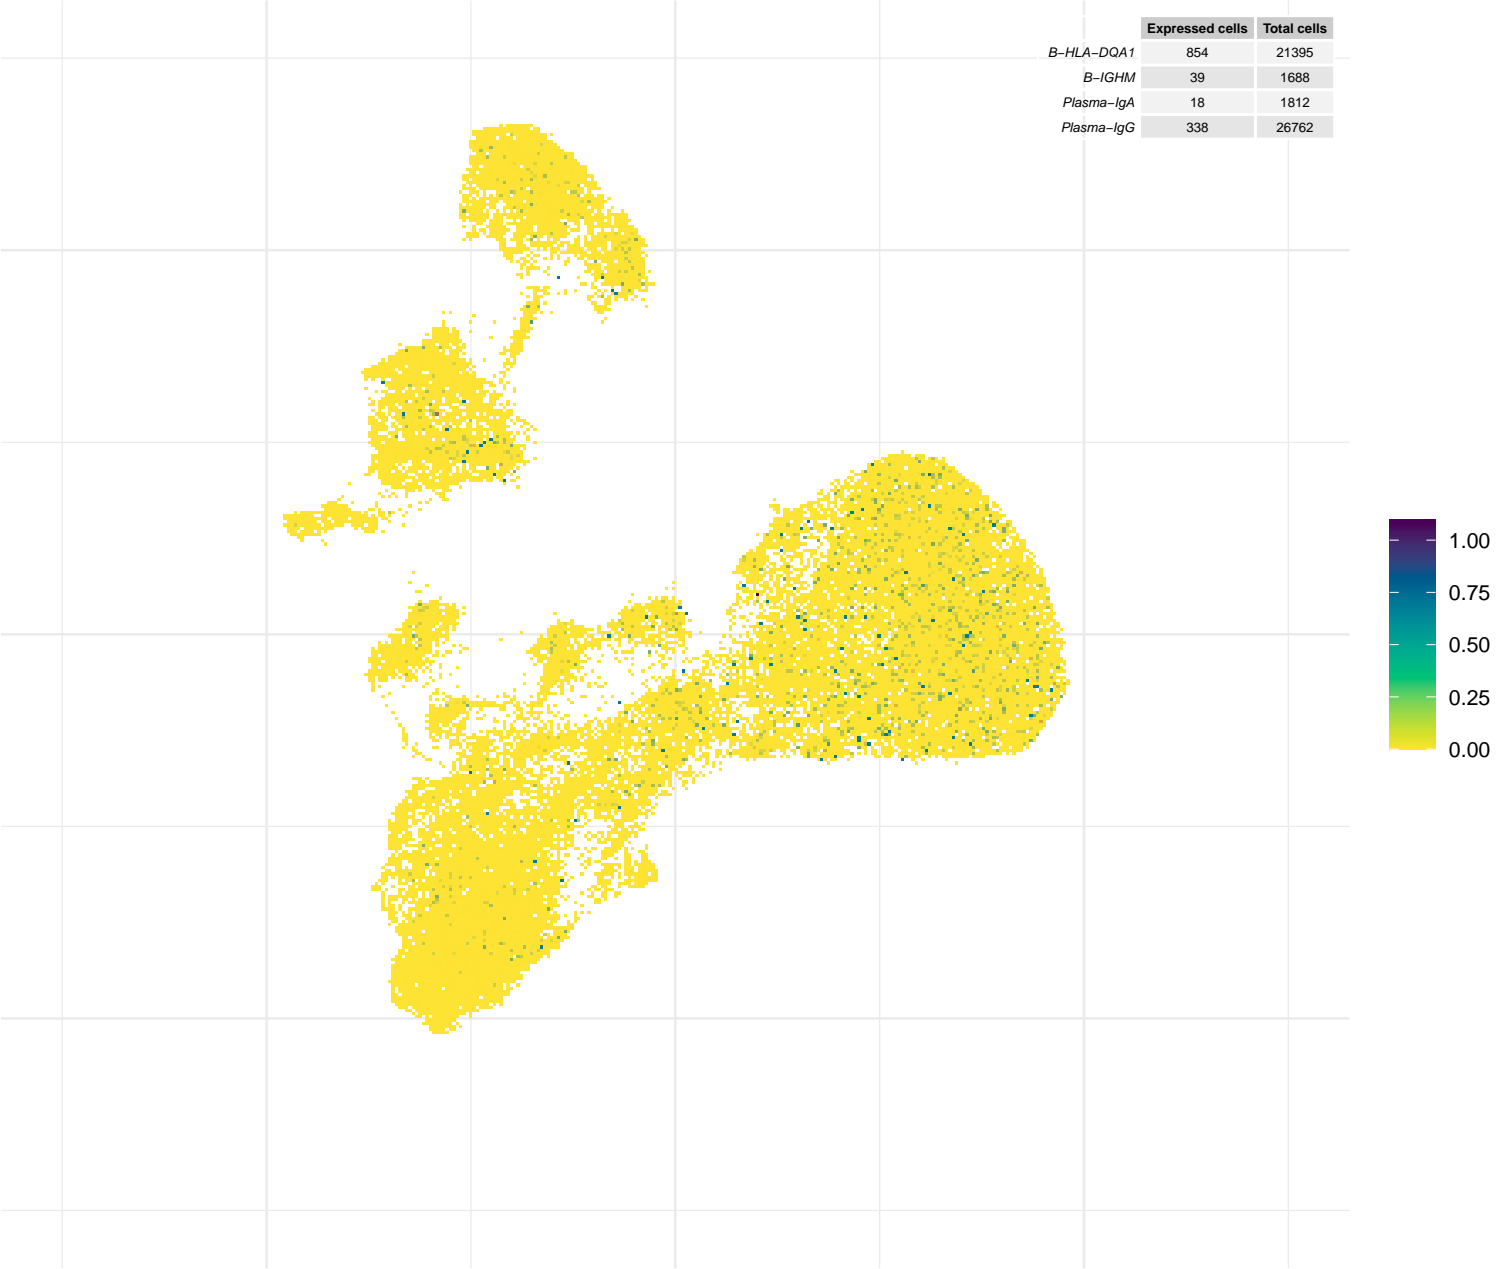 Expressed cells Total cells
B−HLA−DQA1 854 21395
B−IGHM 39 1688
Plasma−IgA 18 1812
Plasma−IgG 338 26762
1.00
0.75
0.50
0.25
0.00